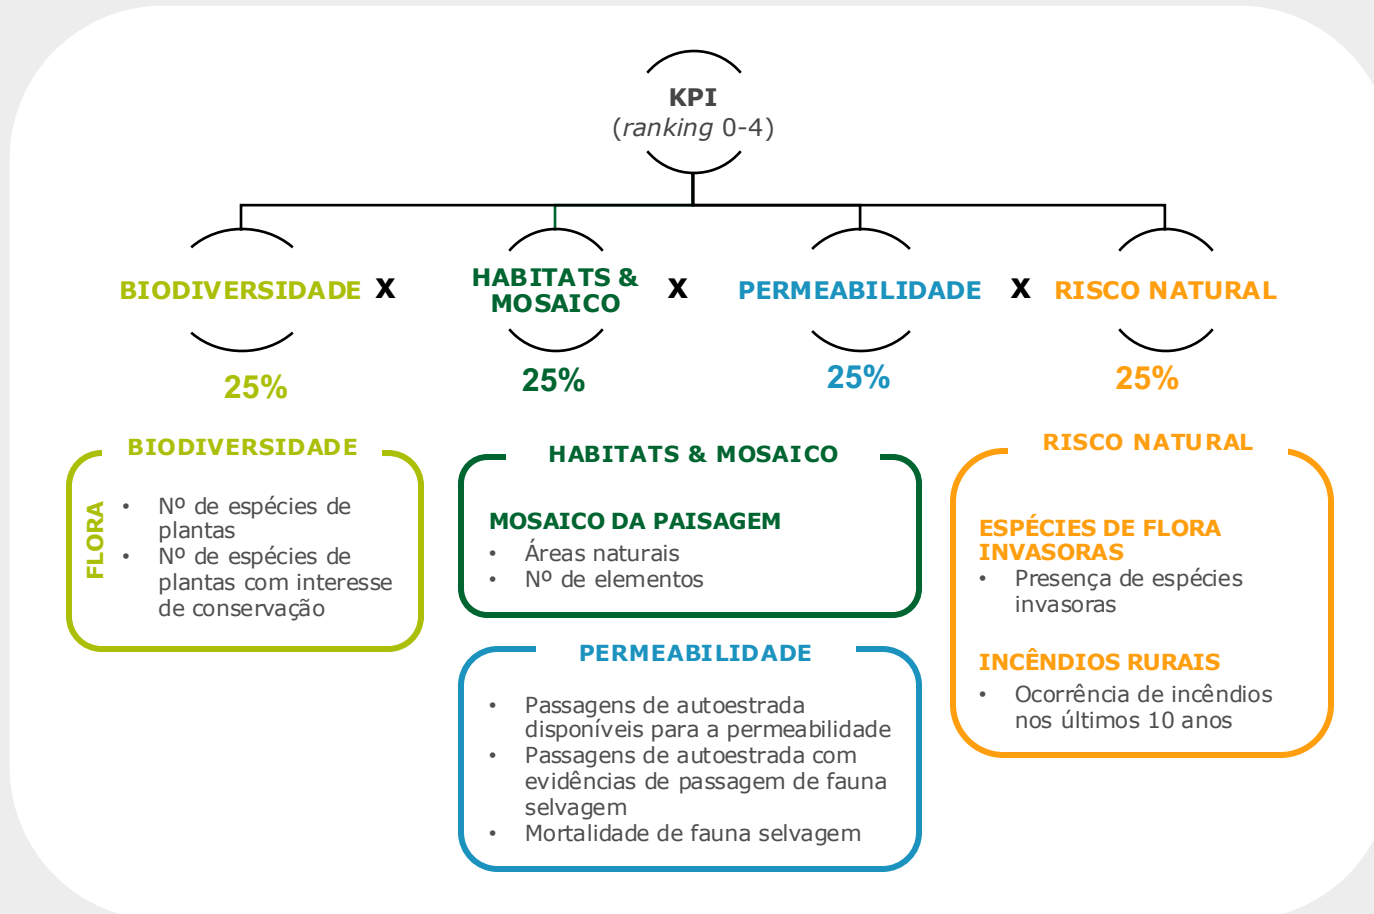 KPI
(ranking 0-4)
BIODIVERSIDADE X HABITATS & MOSAICO X PERMEABILIDADE X RISCO NATURAL
25% 25% 25% 25%
BIODIVERSIDADE
FLORA
• Nº de espécies de
plantas
• Nº de espécies de
plantas com interesse
de conservação
HABITATS & MOSAICO
MOSAICO DA PAISAGEM
• Áreas naturais
• Nº de elementos
PERMEABILIDADE
• Passagens de autoestrada
disponíveis para a permeabilidade
• Passagens de autoestrada com
evidências de passagem de fauna
selvagem
• Mortalidade de fauna selvagem
RISCO NATURAL
ESPÉCIES DE FLORA
INVASORAS
• Presença de espécies
invasoras
INCÊNDIOS RURAIS
• Ocorrência de incêndios
nos últimos 10 anos